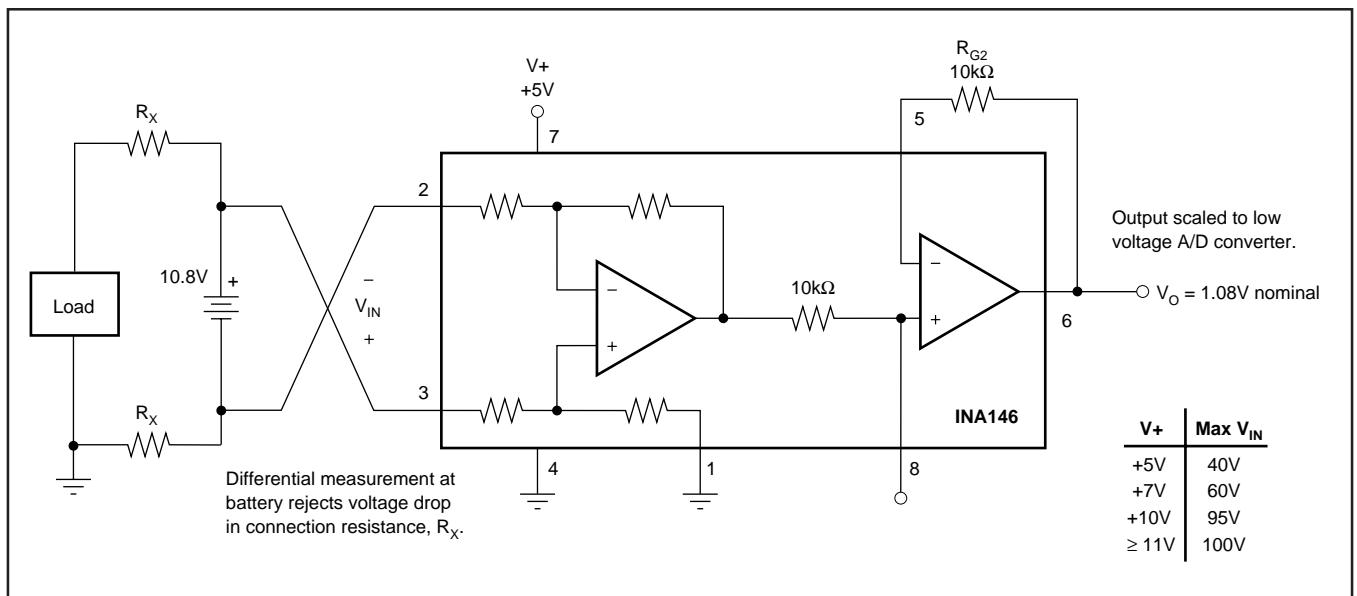 R_X
V+
+5V
7
R_G2
10kΩ
5
2
Load
10.8V
+
−
V_IN
+
−
+
10kΩ
−
+
6
Output scaled to low
voltage A/D converter.
V_O = 1.08V nominal
3
R_X
INA146
4
1
8
Differential measurement at
battery rejects voltage drop
in connection resistance, R_X.
V+ Max V_IN
+5V 40V
+7V 60V
+10V 95V
≥ 11V 100V